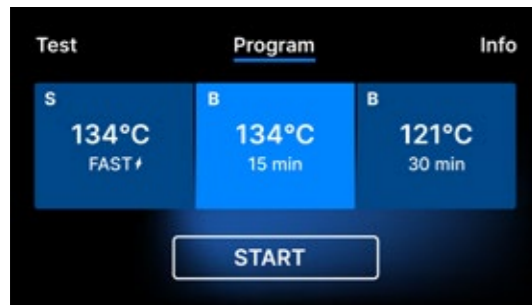 Test Program Info
S B B
134°C 134°C 121°C
FAST 15 min 30 min
START